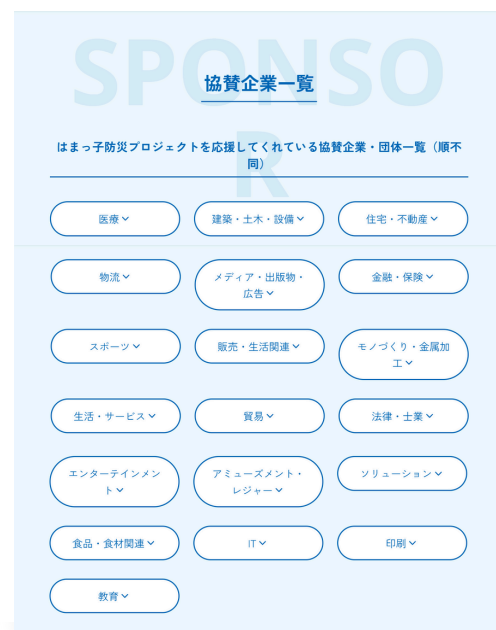 SPONSO
R
協賛企業一覧
はまっ子防災プロジェクトを応援してくれている協賛企業・団体一覧（順不
同）
医療
建築・土木・設備
住宅・不動産
物流
メディア・出版物・
広告
金融・保険
スポーツ
販売・生活関連
モノづくり・金属加
工
生活・サービス
貿易
法律・士業
エンターテインメン
ト
アミューズメント・
レジャー
ソリューション
食品・食材関連
IT
印刷
教育